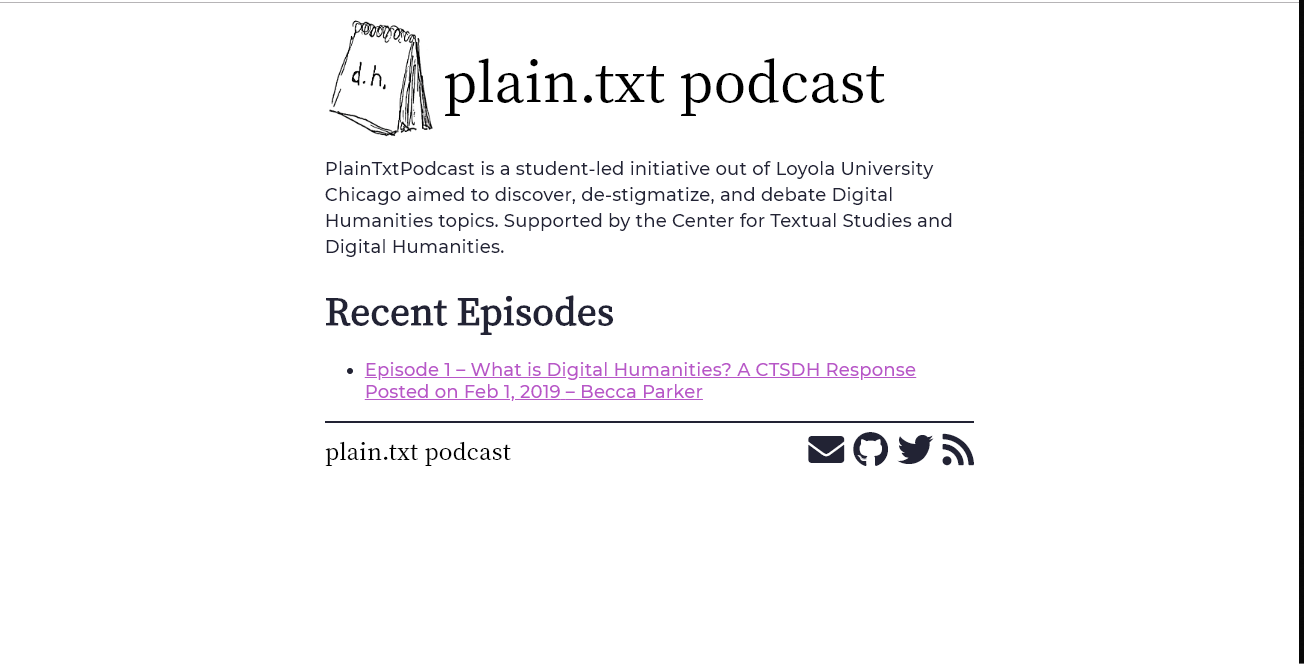 d.h.
plain.txt podcast
PlainTxtPodcast is a student-led initiative out of Loyola University
Chicago aimed to discover, de-stigmatize, and debate Digital
Humanities topics. Supported by the Center for Textual Studies and
Digital Humanities.
Recent Episodes
Episode 1 – What is Digital Humanities? A CTSDH Response
Posted on Feb 1, 2019 – Becca Parker
plain.txt podcast